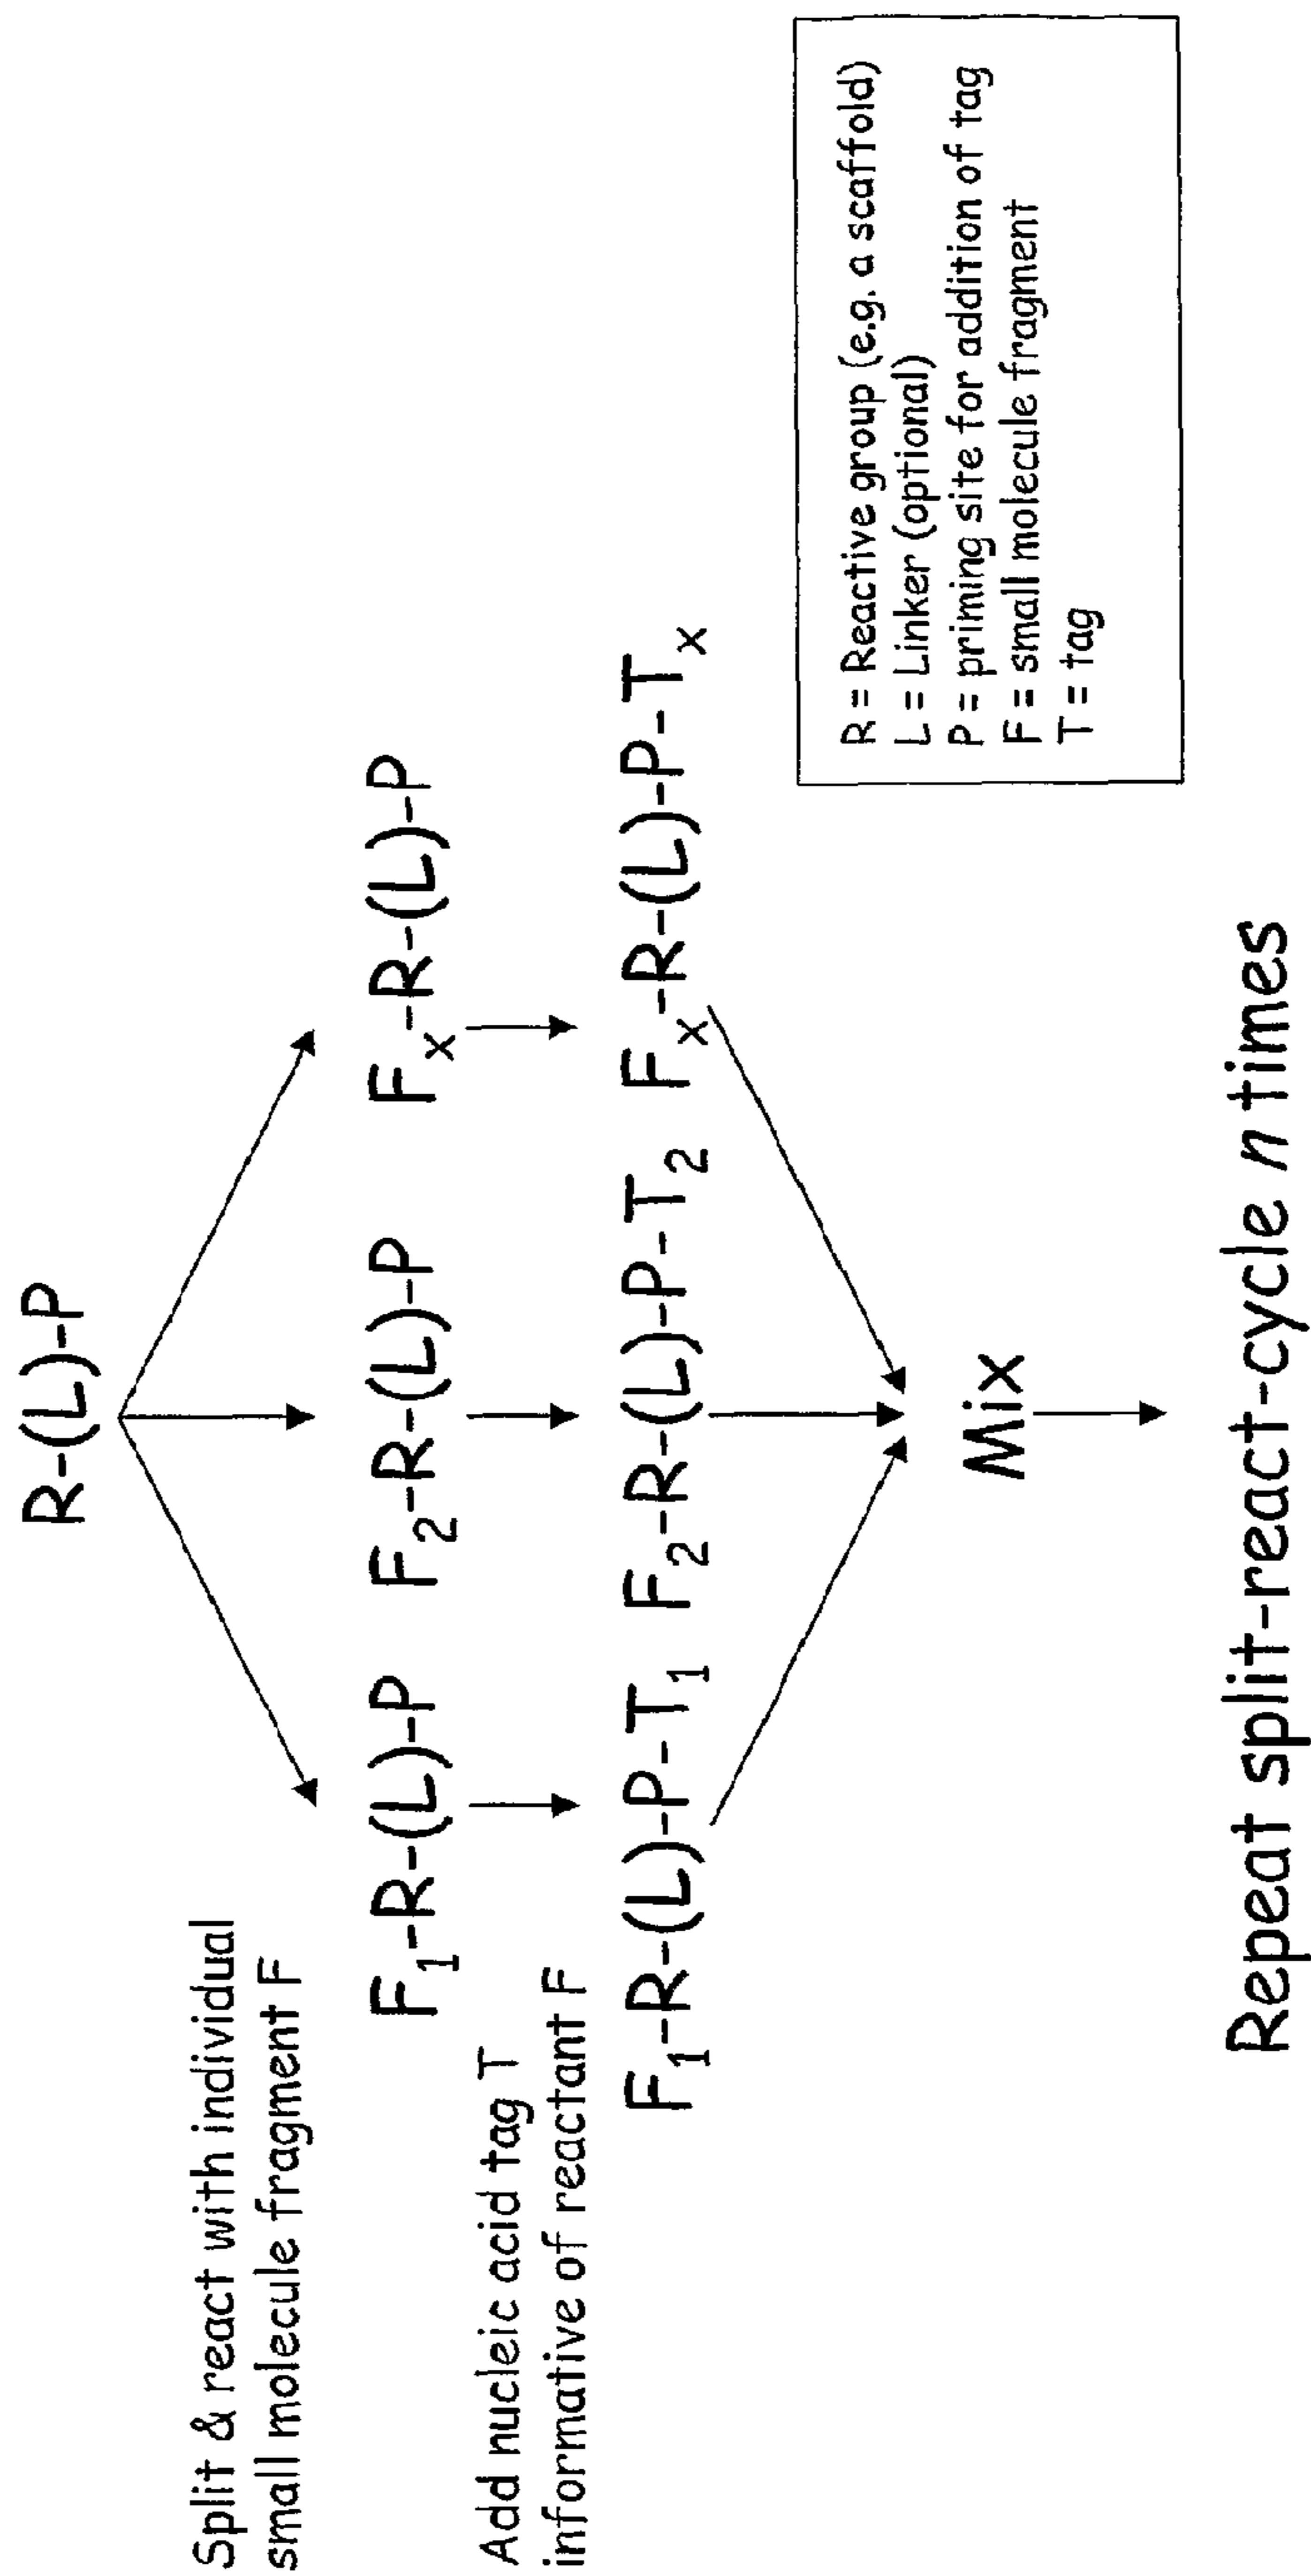 R-(L)-P
Split & react with individual
small molecule fragment F
F₁-R-(L)-P F₂-R-(L)-P Fₓ-R-(L)-P
Add nucleic acid tag T
informative of reactant F
F₁-R-(L)-P-T₁ F₂-R-(L)-P-T₂ Fₓ-R-(L)-P-Tₓ
Mix
Repeat split-react-cycle n times
R = Reactive group (e.g. a scaffold)
L = Linker (optional)
P = priming site for addition of tag
F = small molecule fragment
T = tag